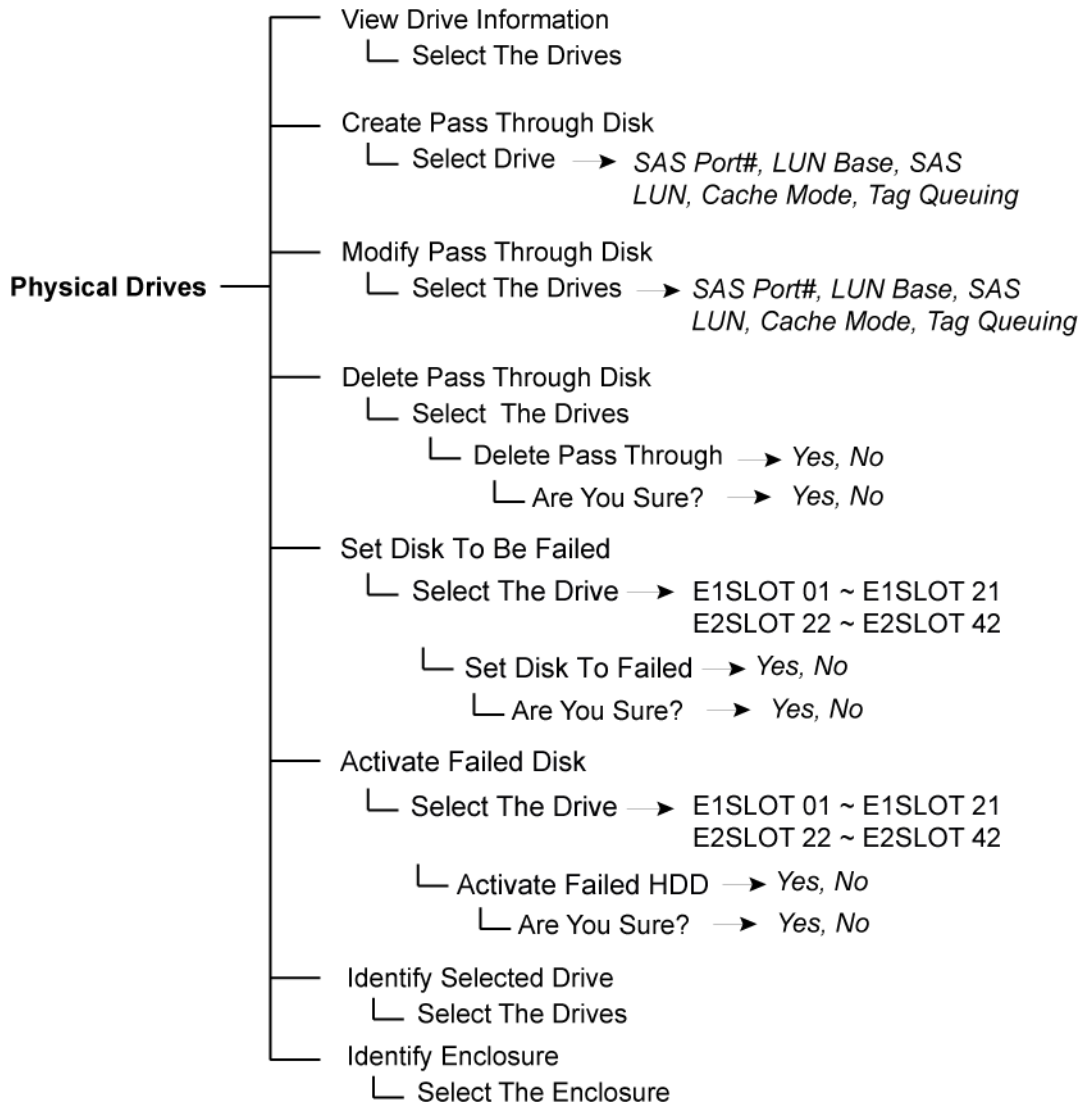 View Drive Information
Select The Drives
Create Pass Through Disk
Select Drive
SAS Port#, LUN Base, SAS
LUN, Cache Mode, Tag Queuing
Modify Pass Through Disk
Physical Drives
Select The Drives
SAS Port#, LUN Base, SAS
LUN, Cache Mode, Tag Queuing
Delete Pass Through Disk
Select The Drives
Delete Pass Through
Yes, No
Are You Sure?
Yes, No
Set Disk To Be Failed
Select The Drive
E1SLOT 01 ~ E1SLOT 21
E2SLOT 22 ~ E2SLOT 42
Set Disk To Failed
Yes, No
Are You Sure?
Yes, No
Activate Failed Disk
Select The Drive
E1SLOT 01 ~ E1SLOT 21
E2SLOT 22 ~ E2SLOT 42
Activate Failed HDD
Yes, No
Are You Sure?
Yes, No
Identify Selected Drive
Select The Drives
Identify Enclosure
Select The Enclosure